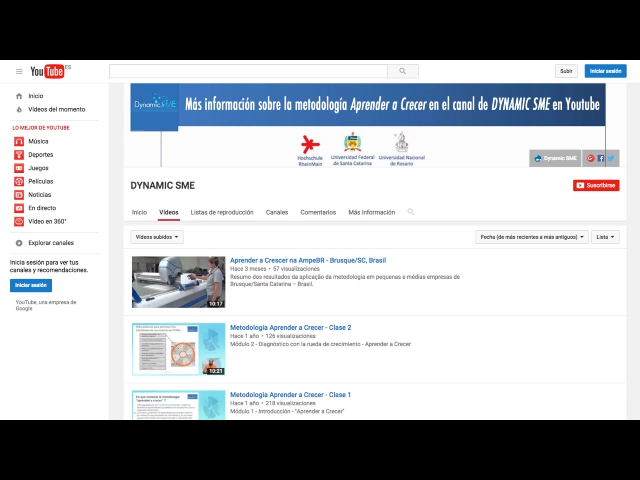 YouTube ES
Subir
Iniciar sesión
Inicio
Vídeos del momento
LO MEJOR DE YOUTUBE
Música
Deportes
Juegos
Películas
Noticias
En directo
Vídeo en 360°
Explorar canales
Inicia sesión para ver tus
canales y recomendaciones.
Iniciar sesión
YouTube, una empresa de
Google
Dynamic SME
Más información sobre la metodología Aprender a Crecer en el canal de DYNAMIC SME en Youtube
Hochschule
RheinMain
Universidad Federal
de Santa Catarina
Universidad Nacional
de Rosario
Dynamic SME
DYNAMIC SME
Suscribirse
Inicio
Vídeos
Listas de reproducción
Canales
Comentarios
Más información
Vídeos subidos
Fecha (de más recientes a más antiguos)
Lista
10:17
Aprender a Crescer na AmpeBR - Brusque/SC, Brasil
Hace 3 meses • 57 visualizaciones
Resumo dos resultados da aplicação da metodologia em pequenas e médias empresas de
Brusque/Santa Catarina – Brasil.
10:21
Metodología Aprender a Crecer - Clase 2
Hace 1 año • 126 visualizaciones
Módulo 2 - Diagnóstico con la rueda de crecimiento - Aprender a Crecer
Metodología Aprender a Crecer - Clase 1
Hace 1 año • 218 visualizaciones
Módulo 1 - Introducción - "Aprender a Crecer"